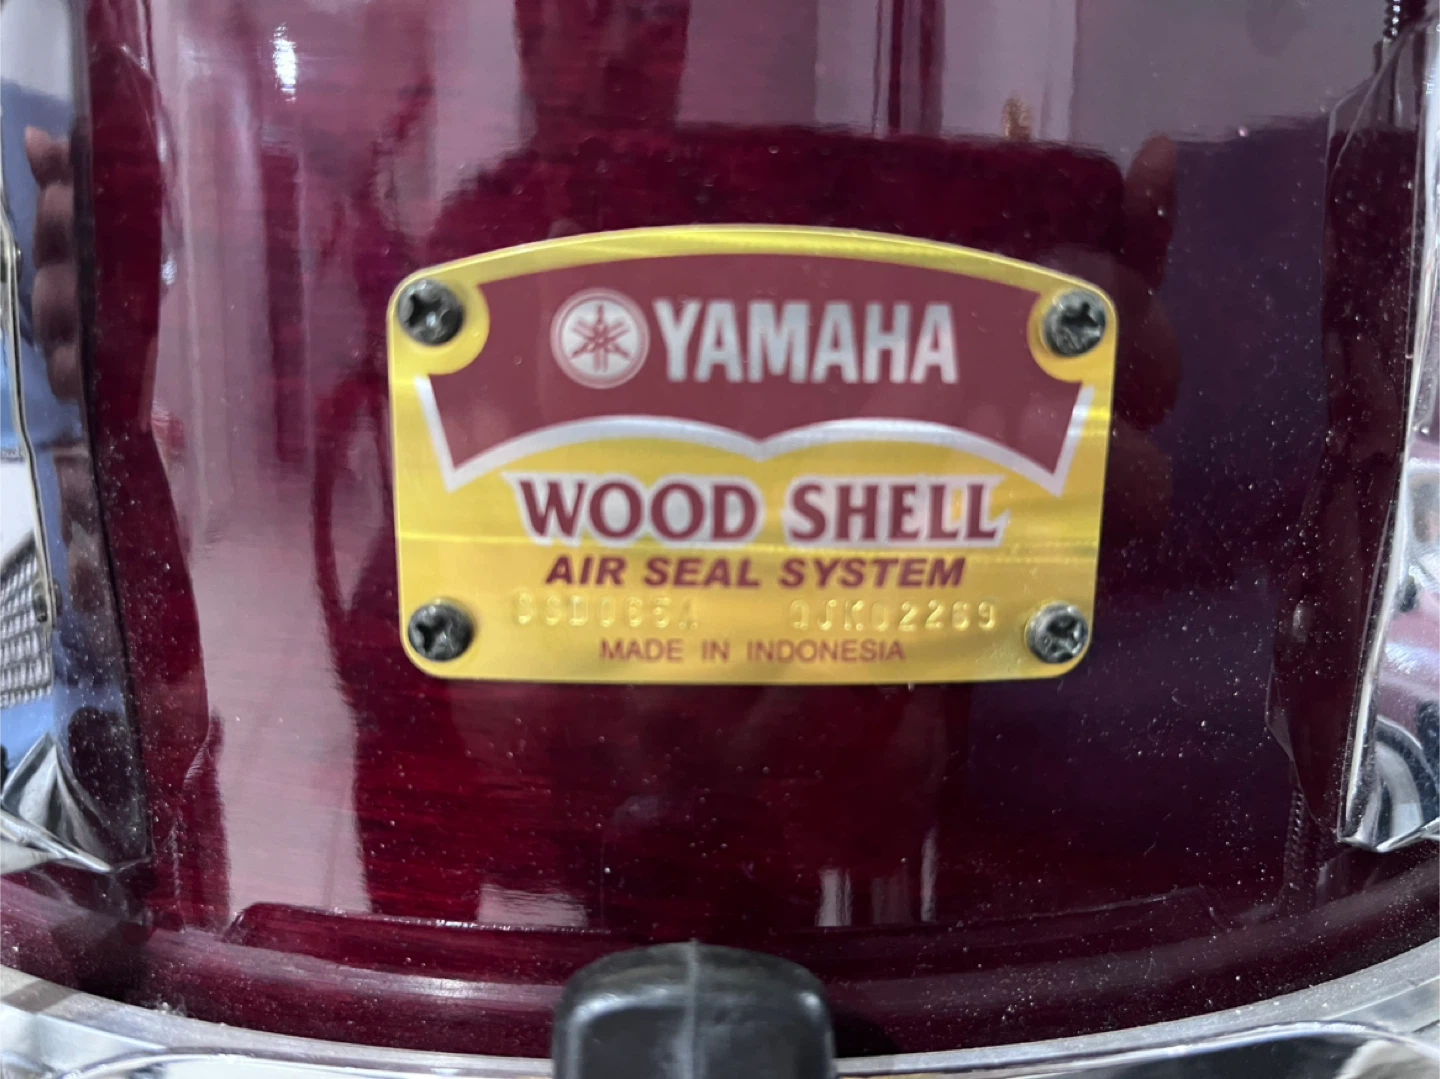 YAMAHA
WOOD SHELL
AIR SEAL SYSTEM
MADE IN INDONESIA